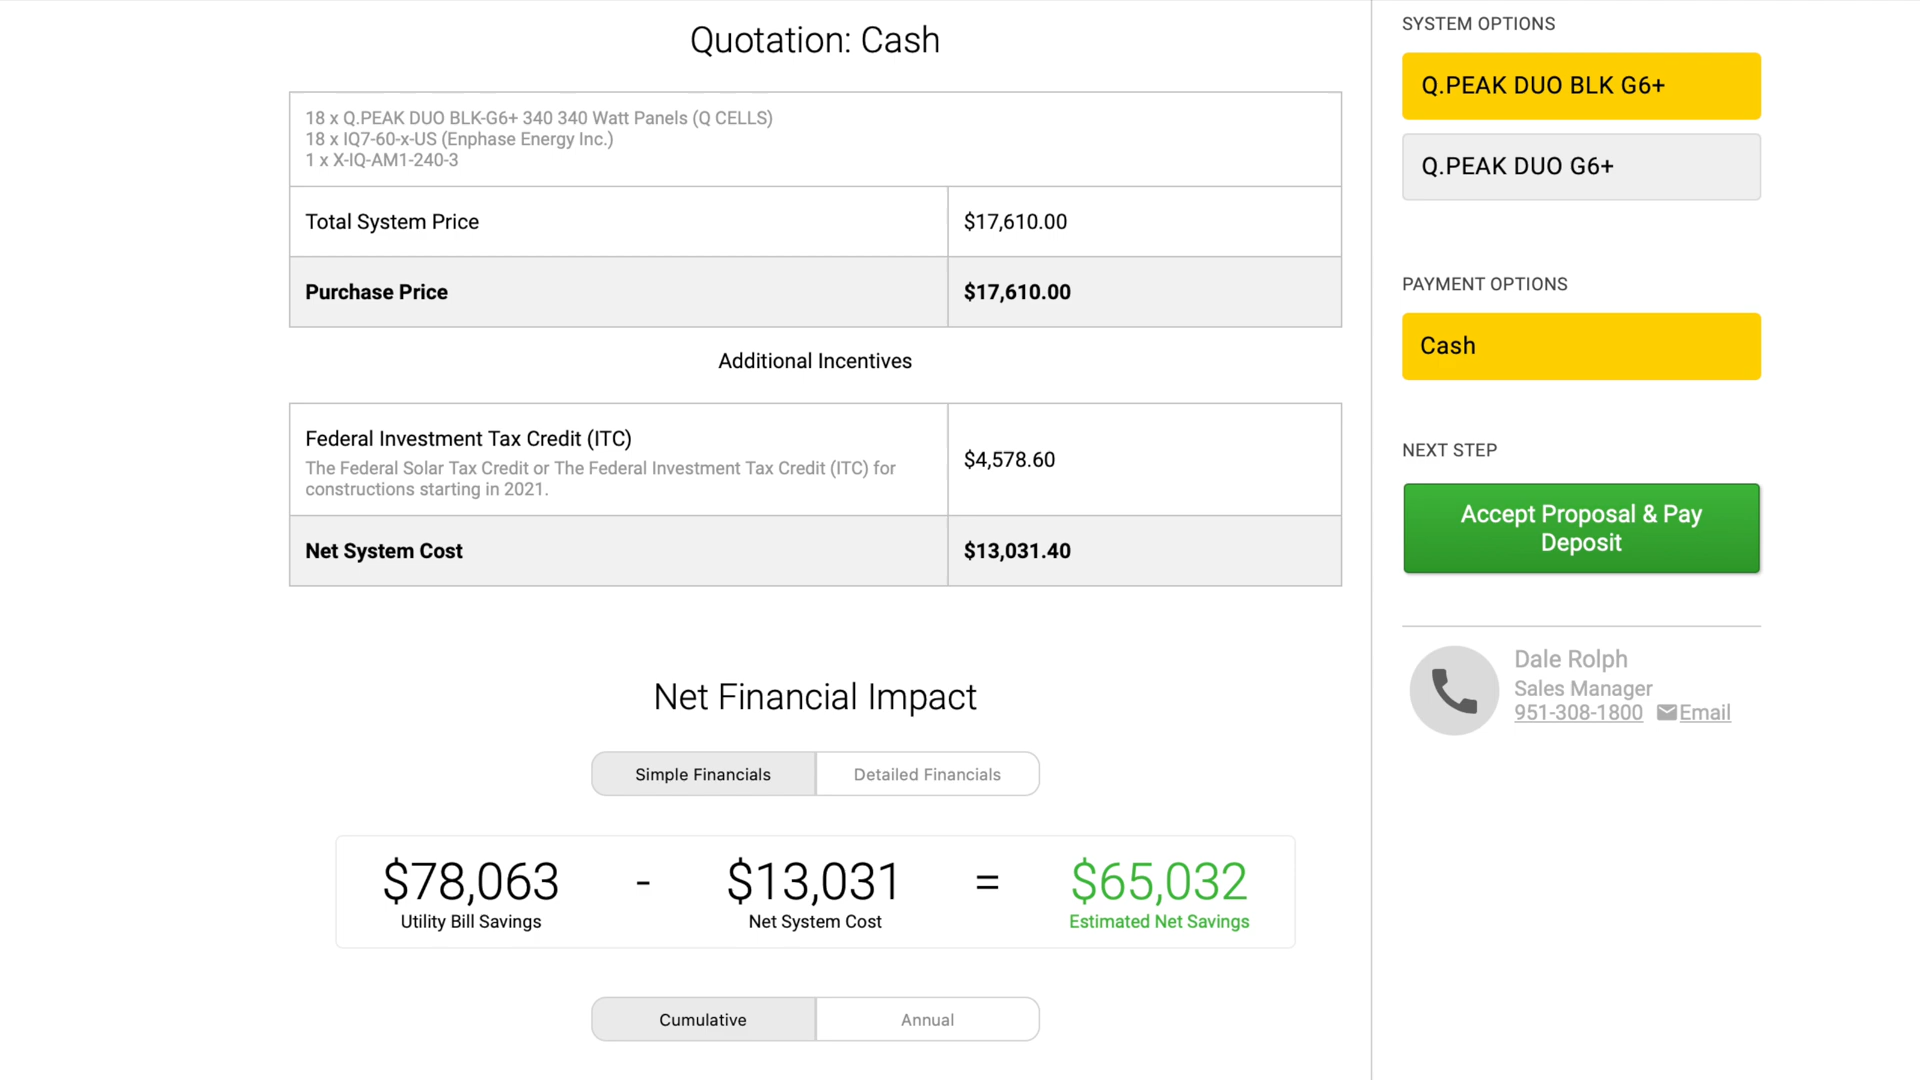 Quotation: Cash
18 x Q.PEAK DUO BLK-G6+ 340 340 Watt Panels (Q CELLS)
18 x IQ7-60-x-US (Enphase Energy Inc.)
1 x X-IQ-AM1-240-3
Total System Price $17,610.00
Purchase Price $17,610.00
Additional Incentives
Federal Investment Tax Credit (ITC)
The Federal Solar Tax Credit or The Federal Investment Tax Credit (ITC) for
constructions starting in 2021.
$4,578.60
Net System Cost $13,031.40
Net Financial Impact
Simple Financials Detailed Financials
$78,063 - $13,031 = $65,032
Utility Bill Savings Net System Cost Estimated Net Savings
Cumulative Annual
SYSTEM OPTIONS
Q.PEAK DUO BLK G6+
Q.PEAK DUO G6+
PAYMENT OPTIONS
Cash
NEXT STEP
Accept Proposal & Pay
Deposit
Dale Rolph
Sales Manager
951-308-1800 Email